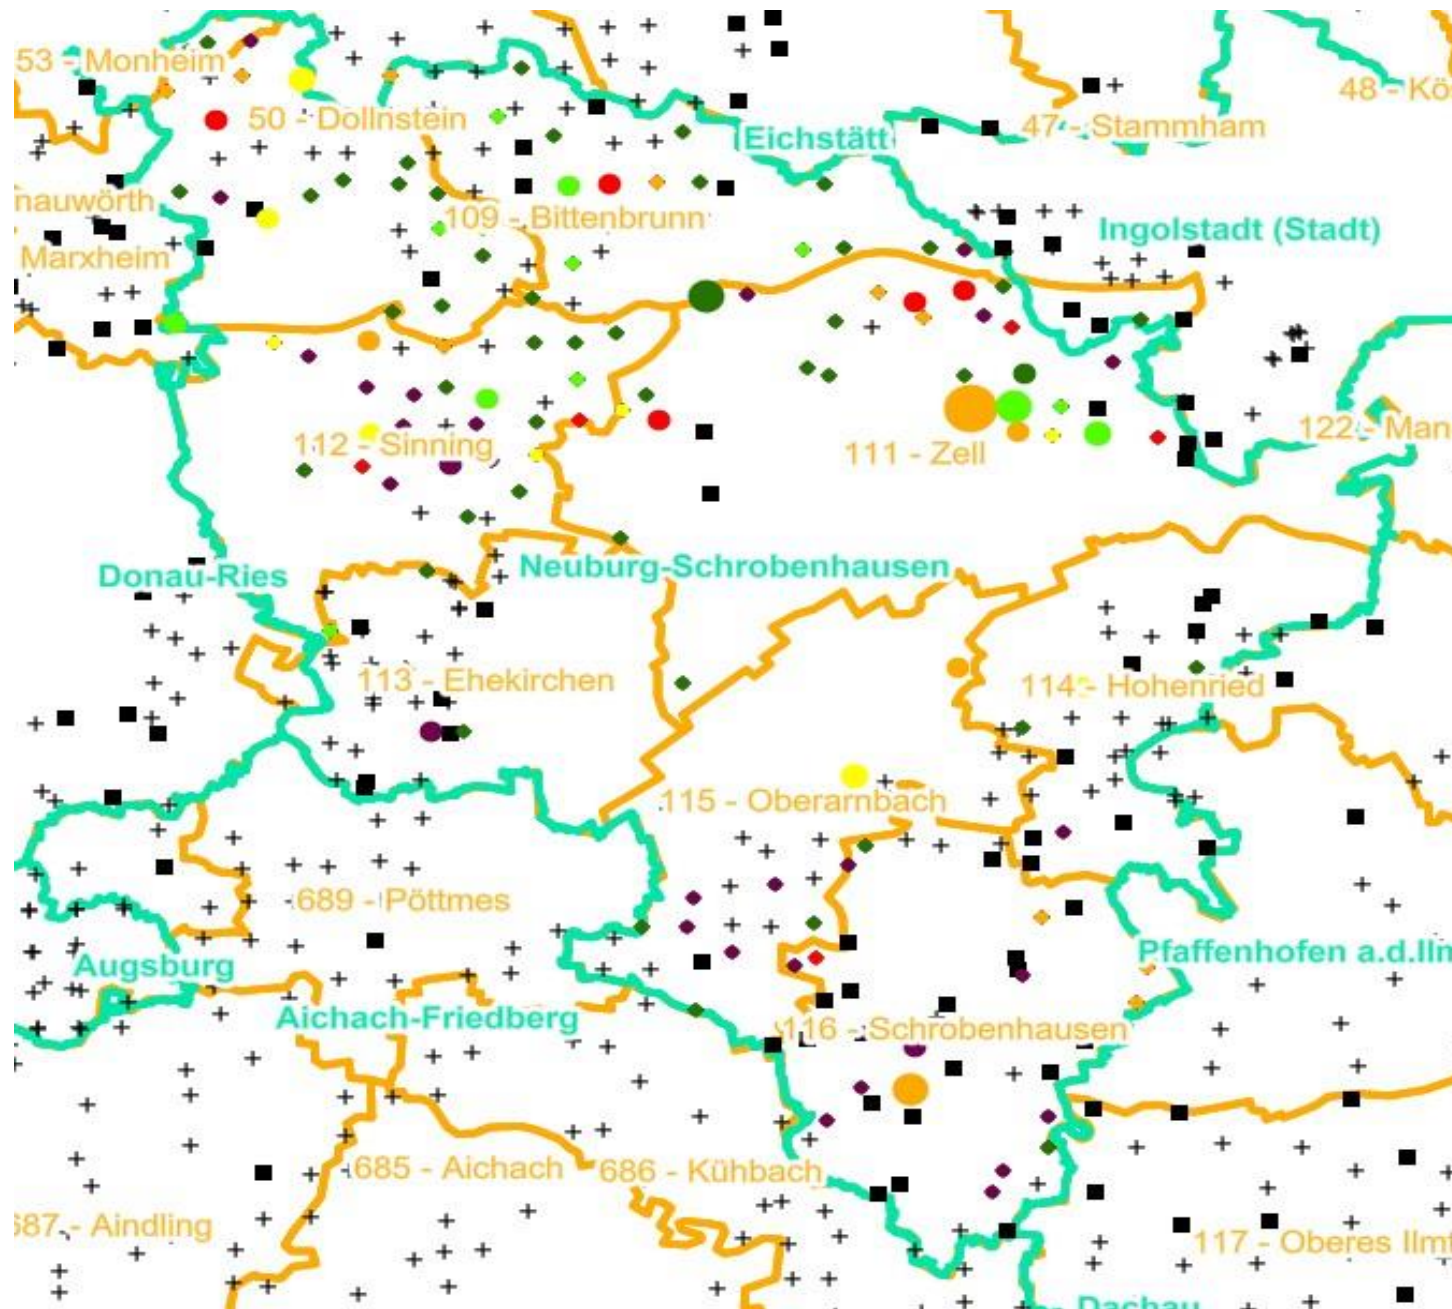 53 - Monheim
48 - Kö
50 - Dollnstein
47 - Stammham
Eichstätt
nauwörth
109 - Bittenbrunn
Ingolstadt (Stadt)
Marxheim
122 - Man
112 - Sinning
111 - Zell
Donau-Ries
Neuburg-Schrobenhausen
113 - Ehekirchen
114 - Hohenried
115 - Oberarnbach
689 - Pöttmes
Augsburg
Pfaffenhofen a.d.Ilm
Aichach-Friedberg
116 - Schrobenhausen
685 - Aichach
686 - Kühbach
687 - Aindling
117 - Oberes Ilmt
Dachau